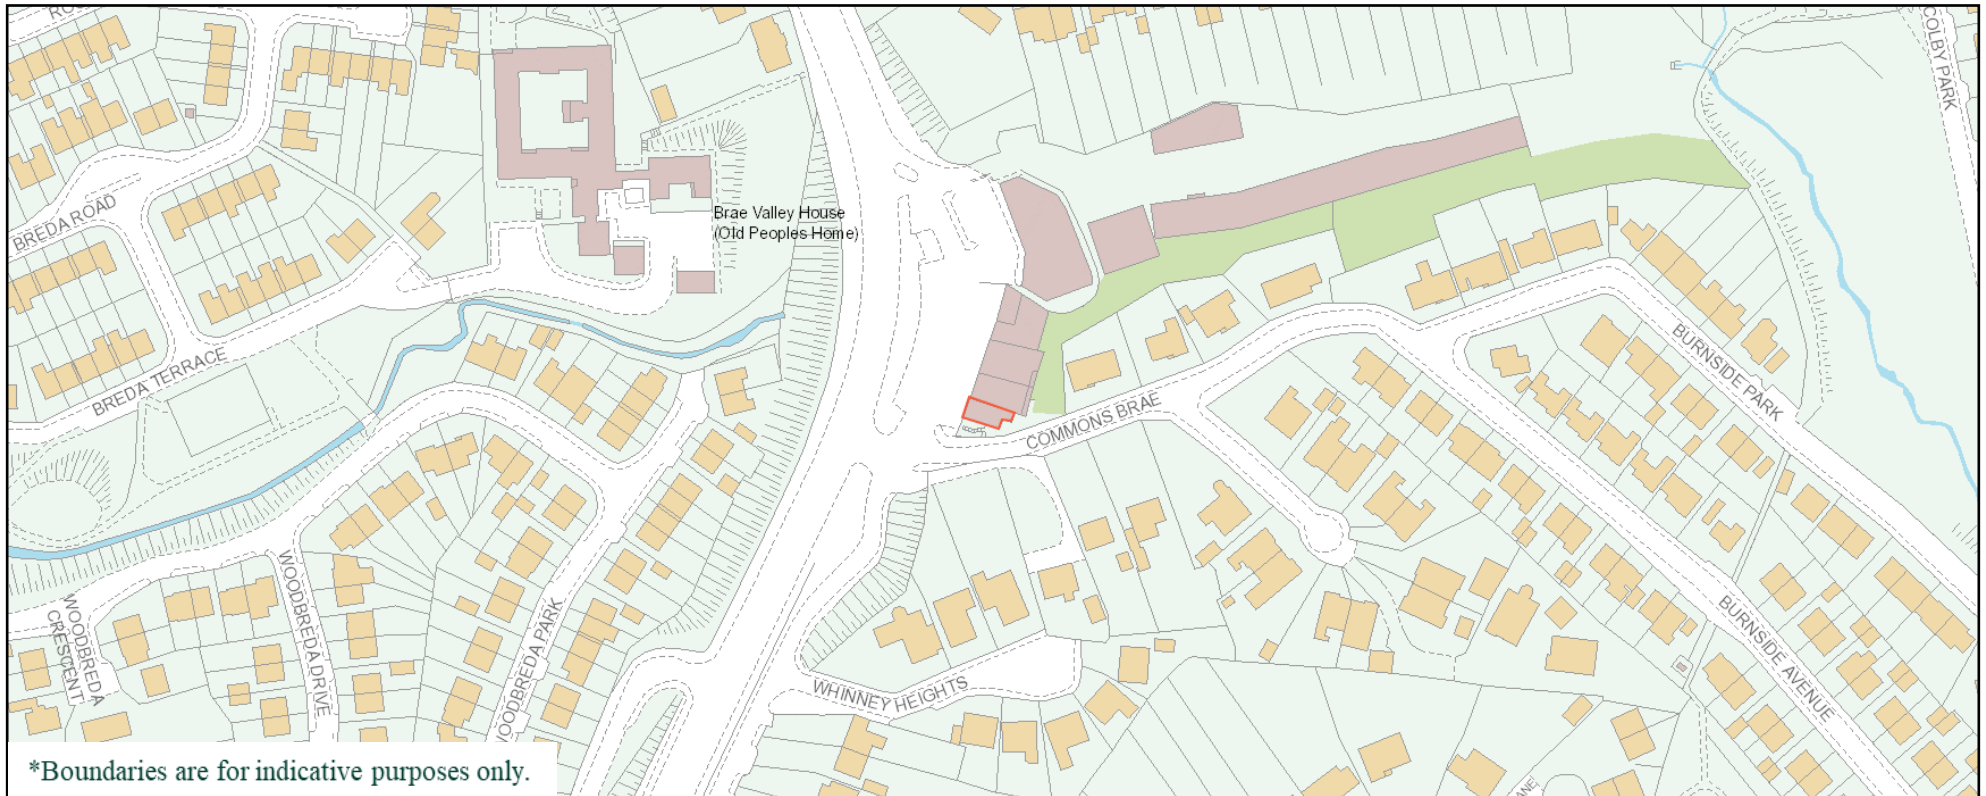 COLBY PARK
BREDA ROAD
Brae Valley House
(Old Peoples Home)
BREDA TERRACE
COMMONS BRAE
BURNSIDE PARK
WOODBREDA
CRESCENT
WOODBREDA DRIVE
WOODBREDA PARK
WHINNEY HEIGHTS
BURNSIDE AVENUE
*Boundaries are for indicative purposes only.